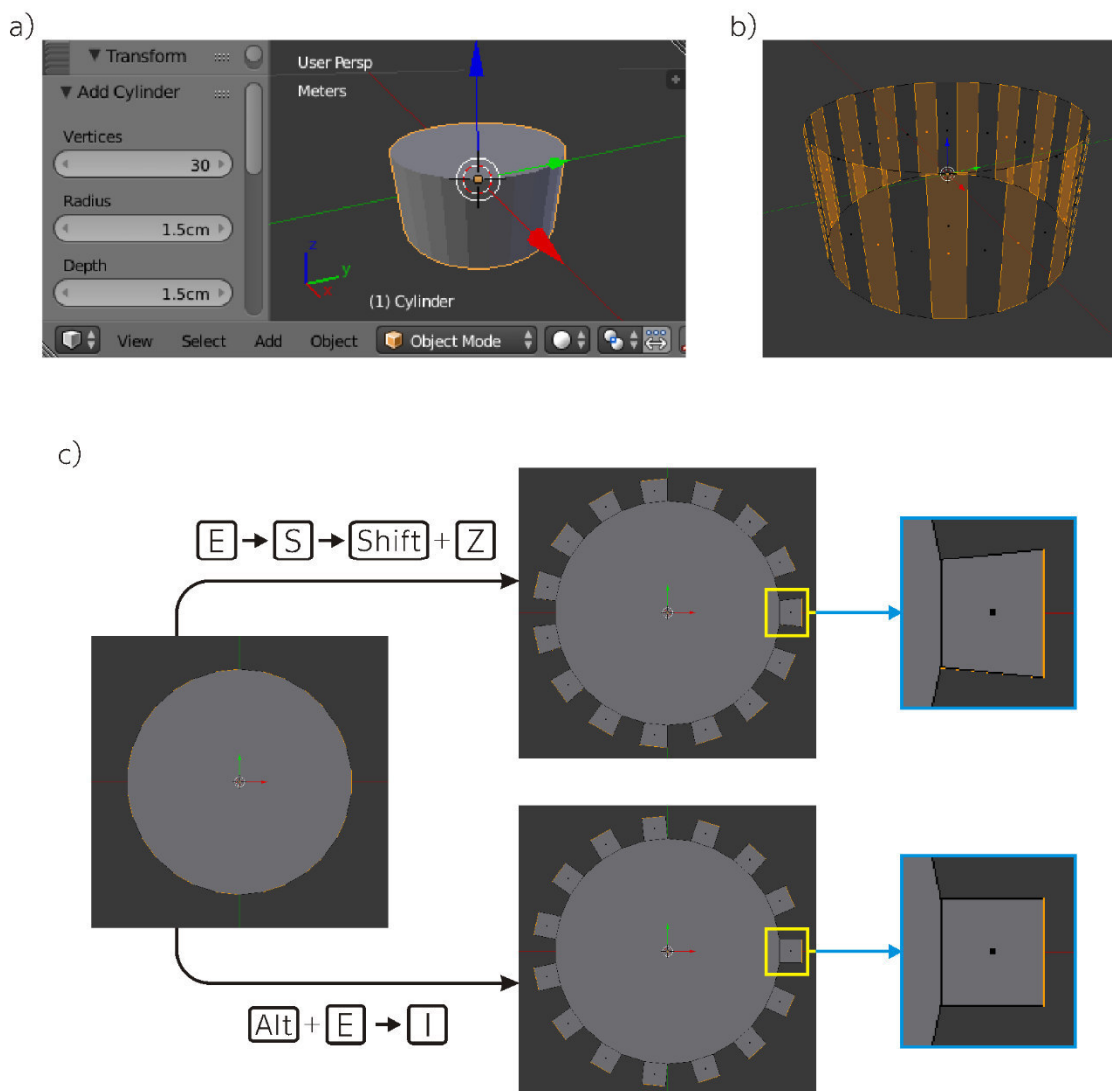 a)
▼ Transform
▼ Add Cylinder
Vertices
30
Radius
1.5cm
Depth
1.5cm
User Persp
Meters
z
y
x
(1) Cylinder
View Select Add Object Object Mode
b)
c)
E → S → Shift + Z
Alt + E → I